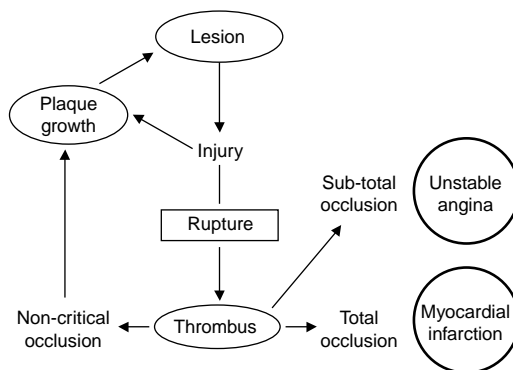 Lesion
Plaque
growth
Injury
Sub-total
occlusion
Unstable
angina
Rupture
Non-critical
occlusion
Thrombus
Total
occlusion
Myocardial
infarction